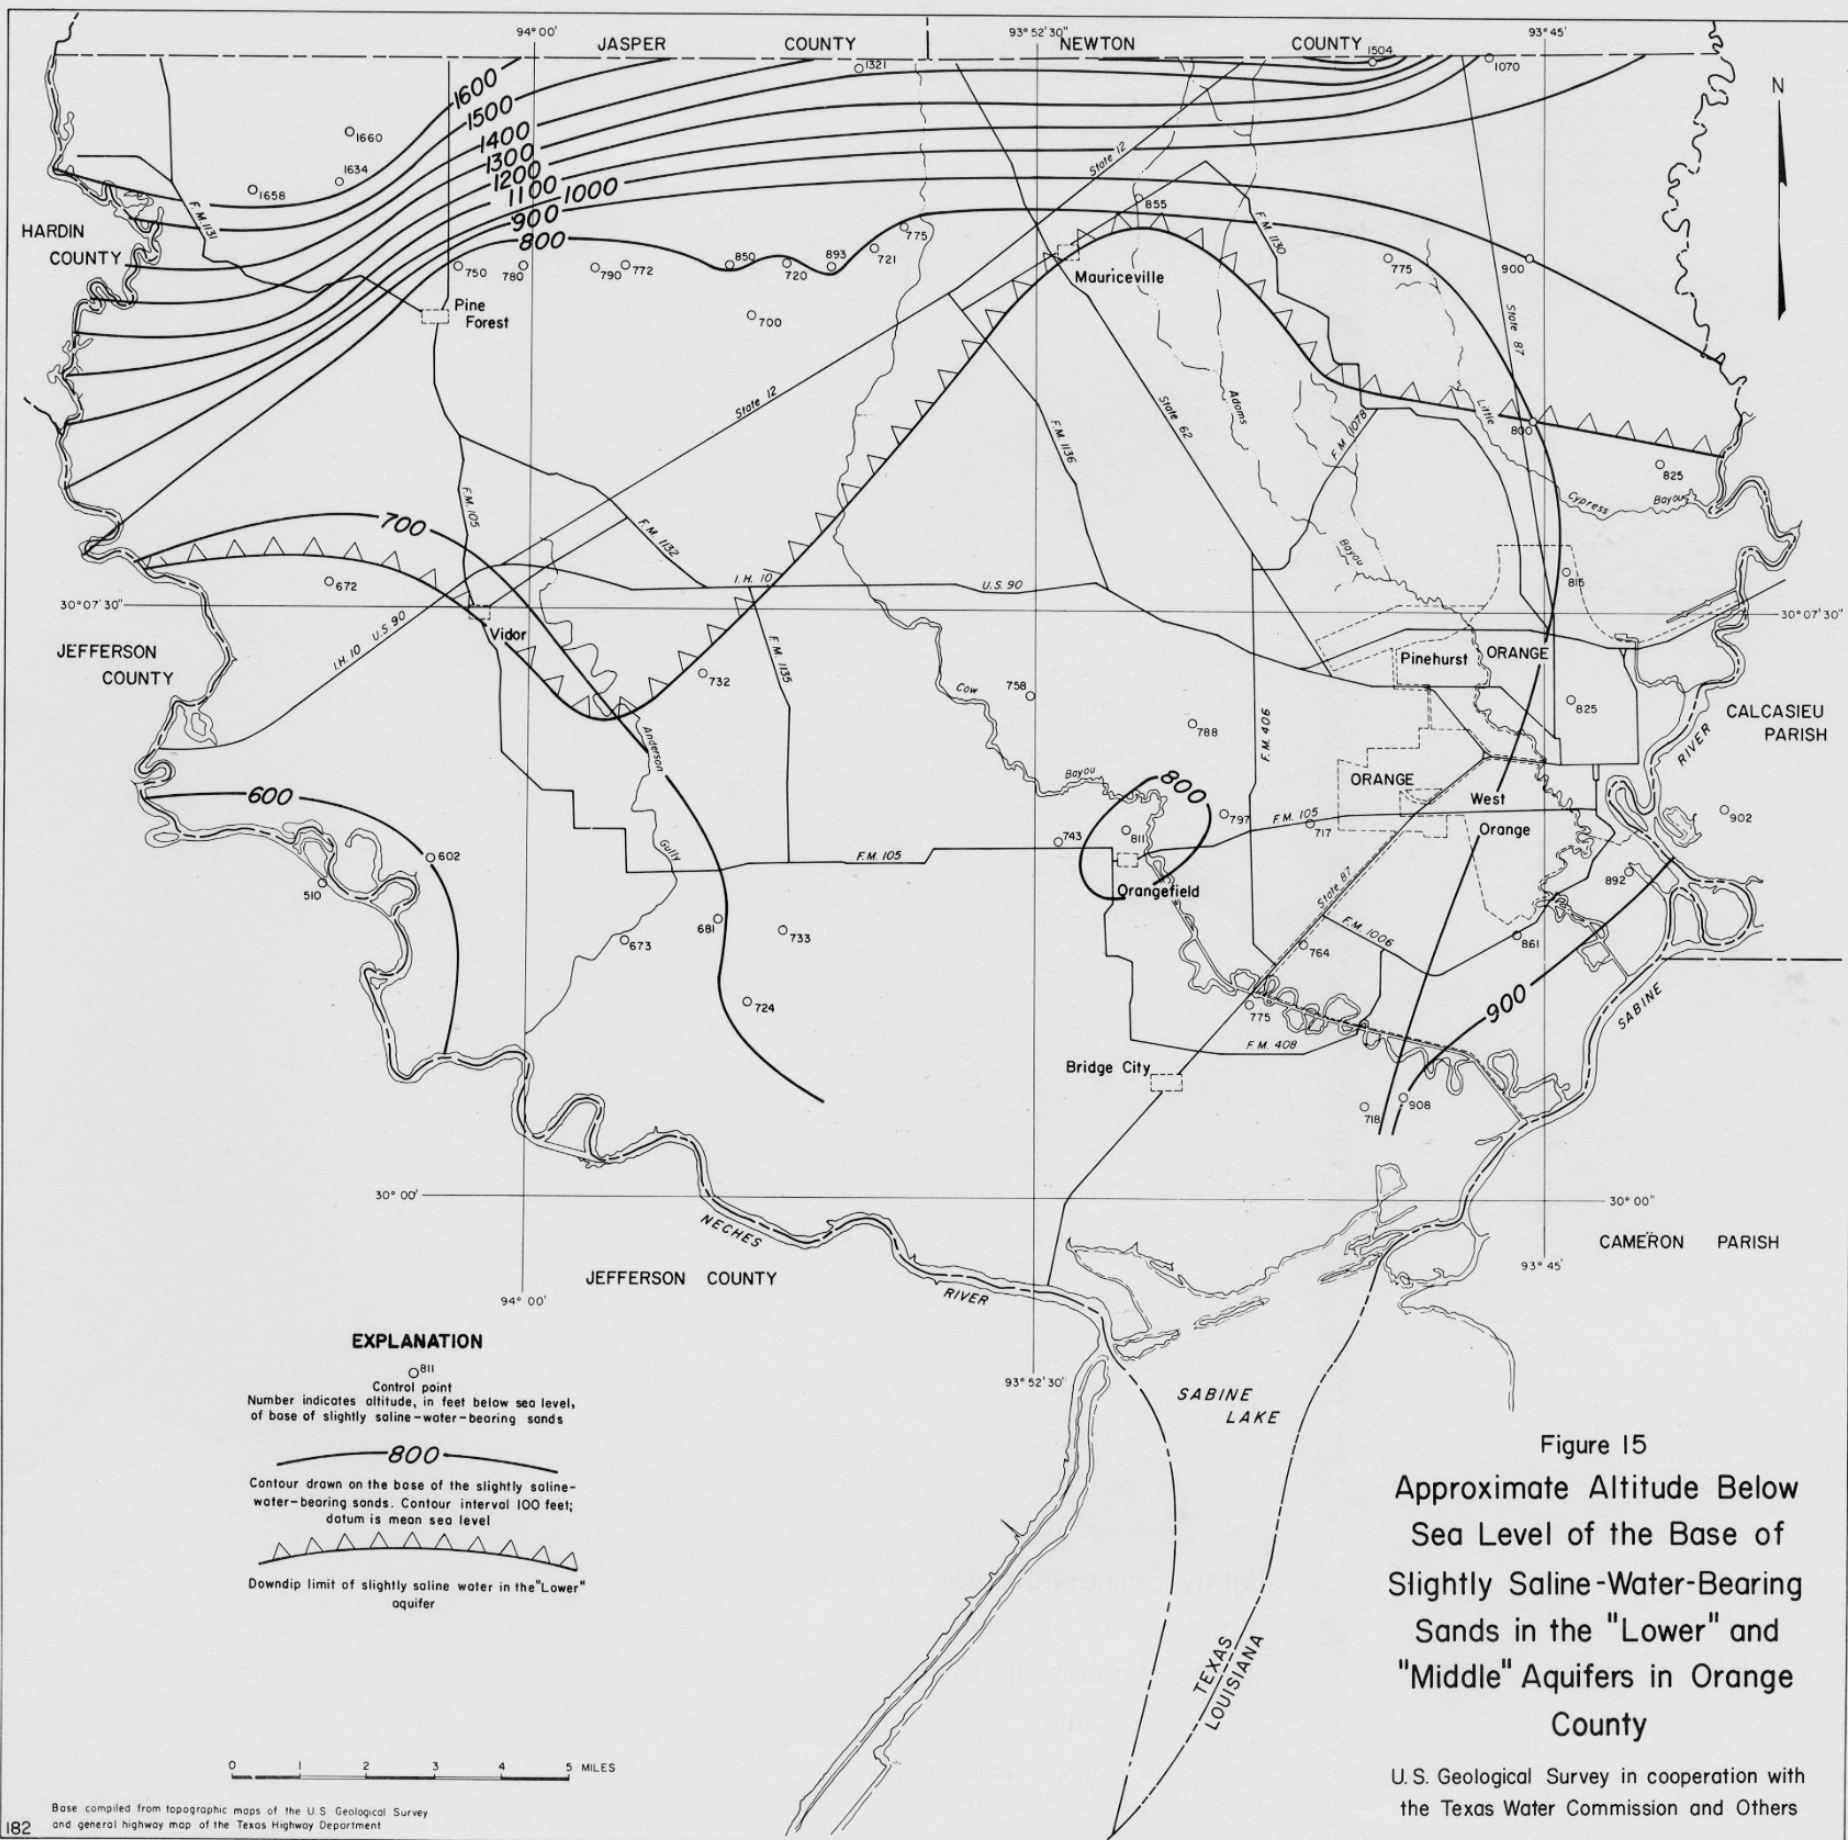 94° 00'
JASPER COUNTY
93° 52' 30"
NEWTON COUNTY
93° 45'
1504
1321
1070
N
1600
1500
1400
1300
1200
1100
1000
900
800
1660
1634
1658
F.M. 1131
State 12
855
775
F.M. 1130
HARDIN
COUNTY
750
780
790
772
850
720
893
721
775
900
Mauriceville
Pine
Forest
700
State 87
State 12
Adams
State 62
F.M. 1136
F.M. 1078
Little
800
825
Cypress Bayou
F.M. 105
700
F.M. 1132
Bayou
672
I.H. 10
U.S. 90
815
30° 07' 30"
30° 07' 30"
I.H. 10 U.S. 90
Vidor
JEFFERSON
COUNTY
F.M. 1135
732
Pinehurst
ORANGE
Cow
758
825
788
F.M. 406
CALCASIEU
PARISH
RIVER
Anderson
Bayou
800
ORANGE
600
West
Orange
797
F.M. 105
717
902
743
811
Gully
602
F.M. 105
510
Orangefield
State 87
892
681
733
673
F.M. 1006
861
764
724
775
900
SABINE
F.M. 408
Bridge City
718
908
30° 00'
30° 00"
NECHES
CAMERON PARISH
JEFFERSON COUNTY
93° 45'
94° 00'
RIVER
93° 52' 30"
SABINE
LAKE
TEXAS
LOUISIANA
EXPLANATION
811
Control point
Number indicates altitude, in feet below sea level,
of base of slightly saline-water-bearing sands
800
Contour drawn on the base of the slightly saline-
water-bearing sands. Contour interval 100 feet;
datum is mean sea level
Downdip limit of slightly saline water in the "Lower"
aquifer
Figure 15
Approximate Altitude Below
Sea Level of the Base of
Slightly Saline-Water-Bearing
Sands in the "Lower" and
"Middle" Aquifers in Orange
County
U.S. Geological Survey in cooperation with
the Texas Water Commission and Others
0 1 2 3 4 5 MILES
Base compiled from topographic maps of the U.S. Geological Survey
and general highway map of the Texas Highway Department
182